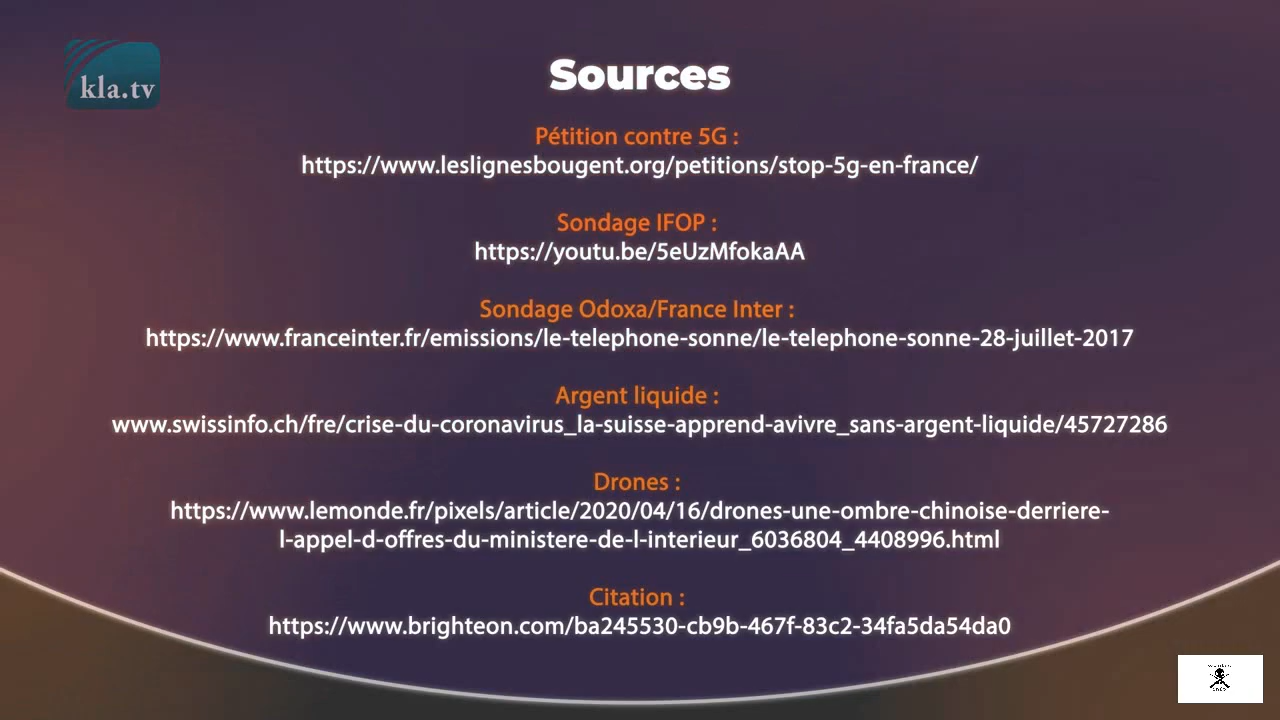 kla.tv
Sources
Pétition contre 5G :
https://www.leslignesbougent.org/petitions/stop-5g-en-france/
Sondage IFOP :
https://youtu.be/5eUzMfokaAA
Sondage Odoxa/France Inter :
https://www.franceinter.fr/emissions/le-telephone-sonne/le-telephone-sonne-28-juillet-2017
Argent liquide :
www.swissinfo.ch/fre/crise-du-coronavirus_la-suisse-apprend-avivre_sans-argent-liquide/45727286
Drones :
https://www.lemonde.fr/pixels/article/2020/04/16/drones-une-ombre-chinoise-derriere-
l-appel-d-offres-du-ministere-de-l-interieur_6036804_4408996.html
Citation :
https://www.brighteon.com/ba245530-cb9b-467f-83c2-34fa5da54da0